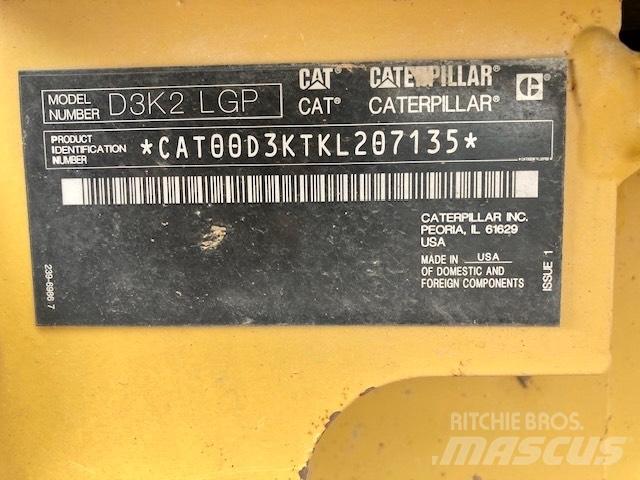 CAT® CATERPILLAR®
CAT® CATERPILLAR®
MODEL NUMBER D3K2 LGP
PRODUCT IDENTIFICATION NUMBER *CAT00D3KTKL207135*
CATERPILLAR INC.
PEORIA, IL 61629
USA
MADE IN USA
OF DOMESTIC AND
FOREIGN COMPONENTS
ISSUE 1
239-6986 7
RITCHIE BROS.
MASCUS